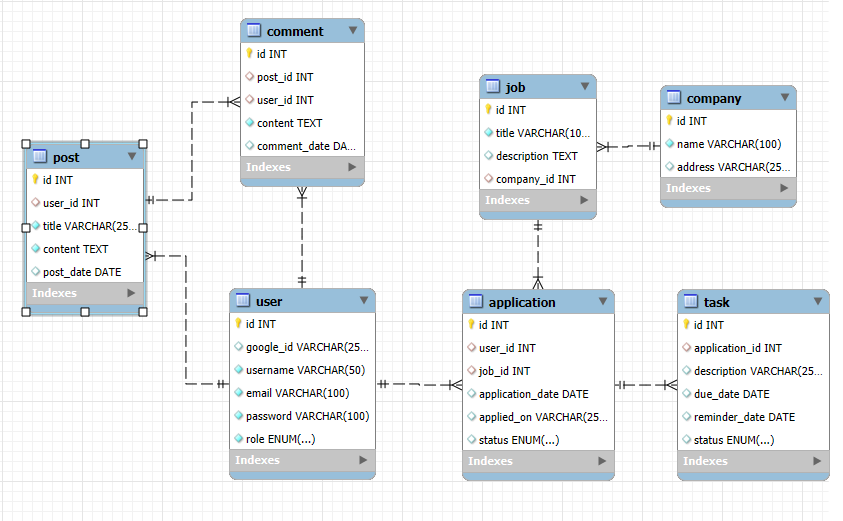 comment
id INT
post_id INT
user_id INT
content TEXT
comment_date DA...
Indexes
job
id INT
title VARCHAR(10...
description TEXT
company_id INT
Indexes
company
id INT
name VARCHAR(100)
address VARCHAR(25...
Indexes
post
id INT
user_id INT
title VARCHAR(25...
content TEXT
post_date DATE
Indexes
user
id INT
google_id VARCHAR(25...
username VARCHAR(50)
email VARCHAR(100)
password VARCHAR(100)
role ENUM(...)
Indexes
application
id INT
user_id INT
job_id INT
application_date DATE
applied_on VARCHAR(25...
status ENUM(...)
Indexes
task
id INT
application_id INT
description VARCHAR(25...
due_date DATE
reminder_date DATE
status ENUM(...)
Indexes